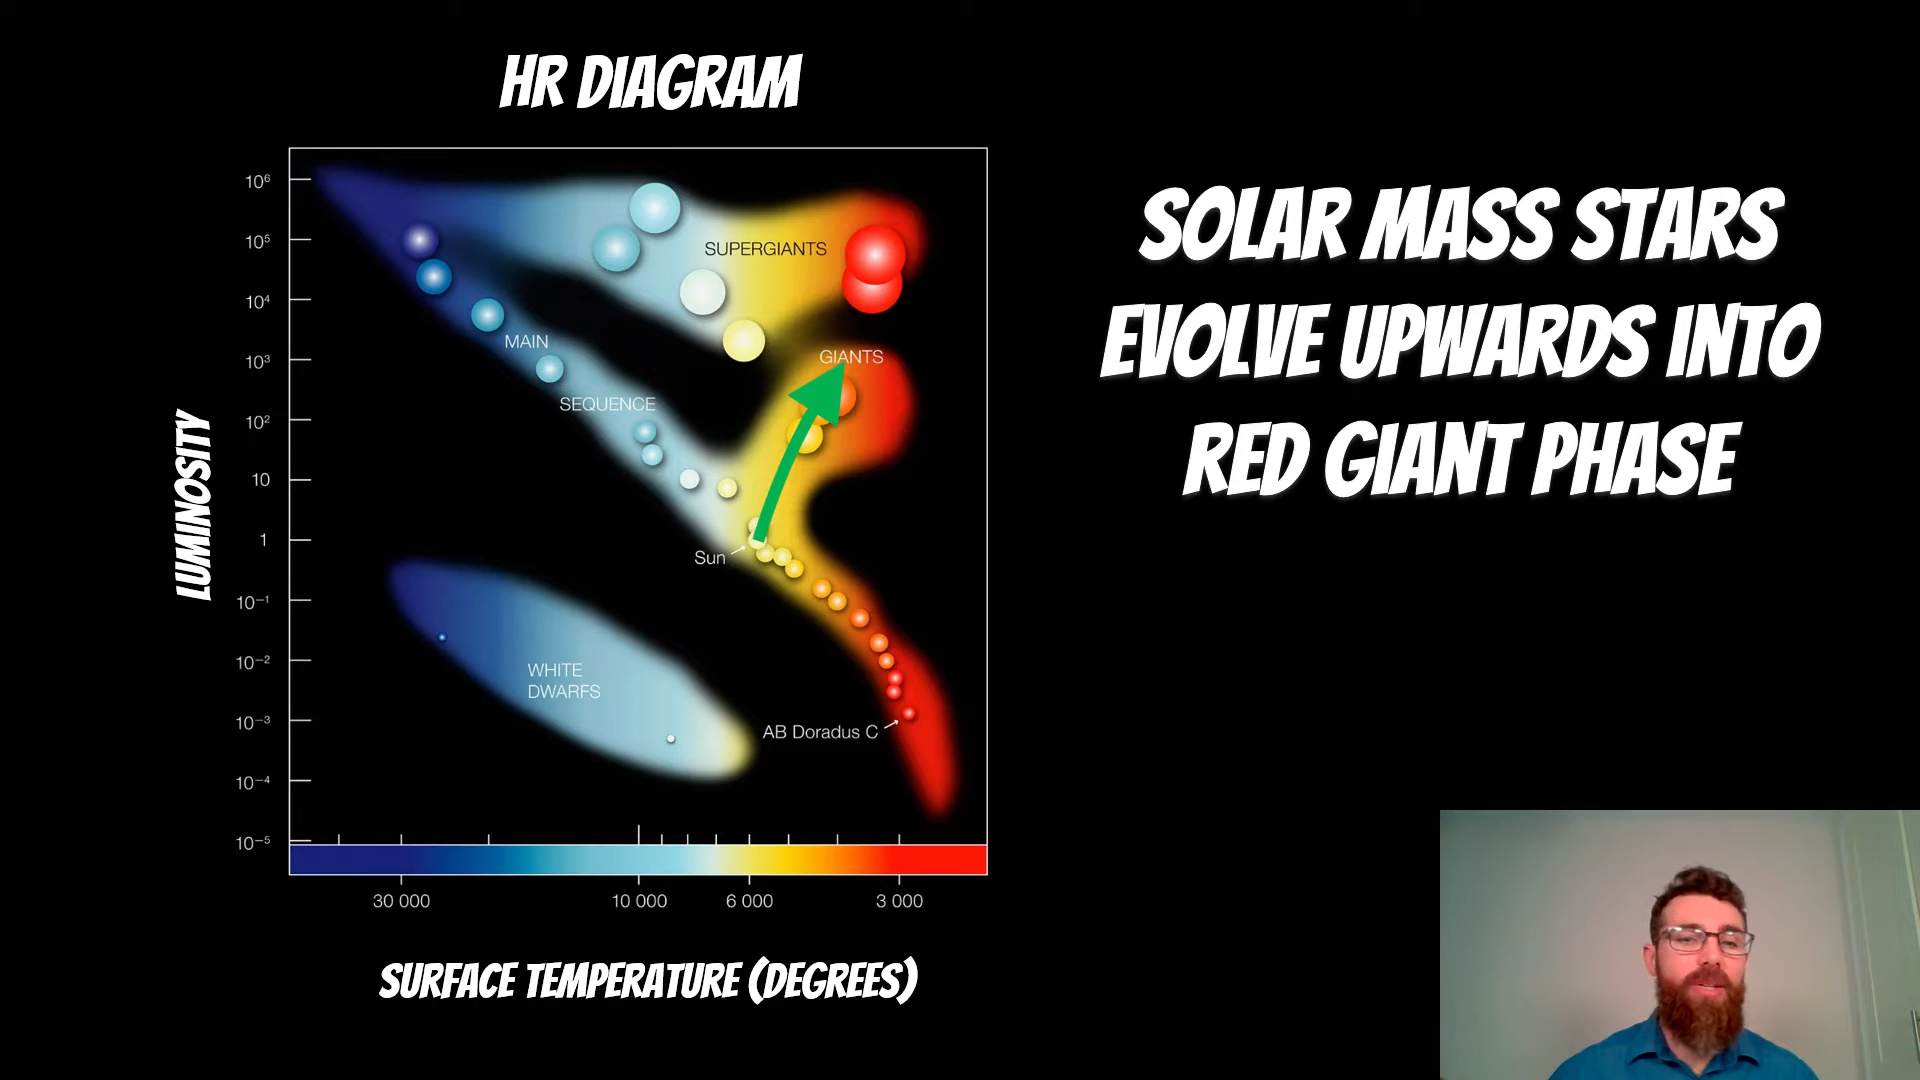 HR DIAGRAM
SOLAR MASS STARS
EVOLVE UPWARDS INTO
RED GIANT PHASE
LUMINOSITY
10⁶
10⁵
10⁴
10³
10²
10
1
10⁻¹
10⁻²
10⁻³
10⁻⁴
10⁻⁵
SUPERGIANTS
MAIN
GIANTS
SEQUENCE
Sun
WHITE
DWARFS
AB Doradus C
30 000 10 000 6 000 3 000
SURFACE TEMPERATURE (DEGREES)